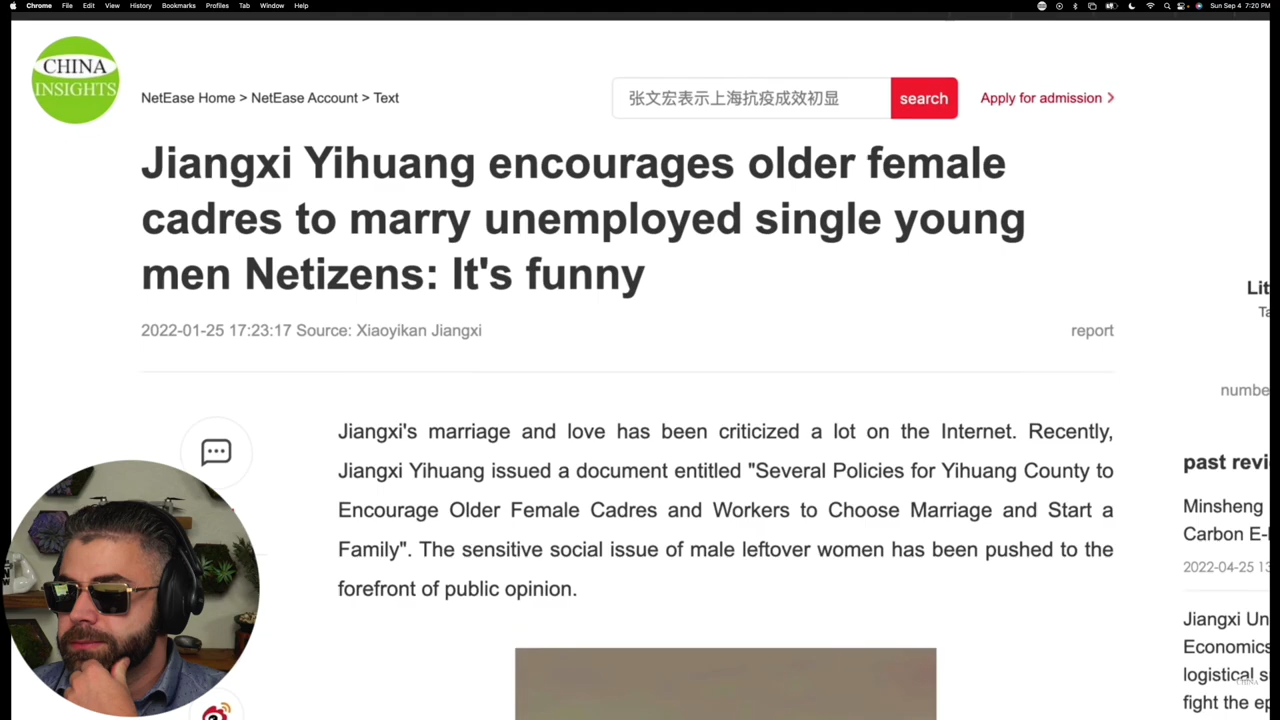 Chrome File Edit View History Bookmarks Profiles Tab Window Help Sun Sep 4 7:20 PM
CHINA
INSIGHTS
NetEase Home > NetEase Account > Text
张文宏表示上海抗疫成效初显
search
Apply for admission >
Jiangxi Yihuang encourages older female
cadres to marry unemployed single young
men Netizens: It's funny
2022-01-25 17:23:17 Source: Xiaoyikan Jiangxi
report
Jiangxi's marriage and love has been criticized a lot on the Internet. Recently,
Jiangxi Yihuang issued a document entitled "Several Policies for Yihuang County to
Encourage Older Female Cadres and Workers to Choose Marriage and Start a
Family". The sensitive social issue of male leftover women has been pushed to the
forefront of public opinion.
Lit
Ta
numbe
past revi
Minsheng
Carbon E-
2022-04-25 13
Jiangxi Un
Economics
logistical s
fight the ep
CHINA